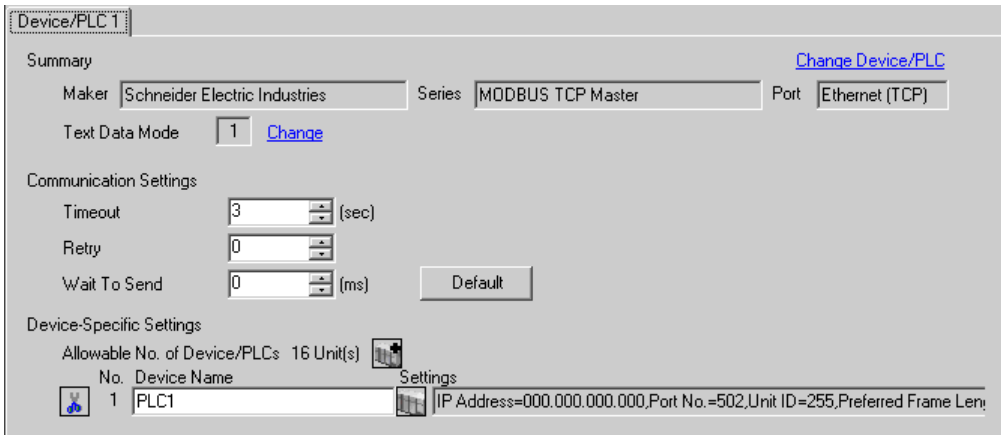 Device/PLC 1
Summary
Change Device/PLC
Maker Schneider Electric Industries Series MODBUS TCP Master Port Ethernet (TCP)
Text Data Mode 1 Change
Communication Settings
Timeout 3 (sec)
Retry 0
Wait To Send 0 (ms) Default
Device-Specific Settings
Allowable No. of Device/PLCs 16 Unit(s)
No. Device Name Settings
1 PLC1 IP Address=000.000.000.000,Port No.=502,Unit ID=255,Preferred Frame